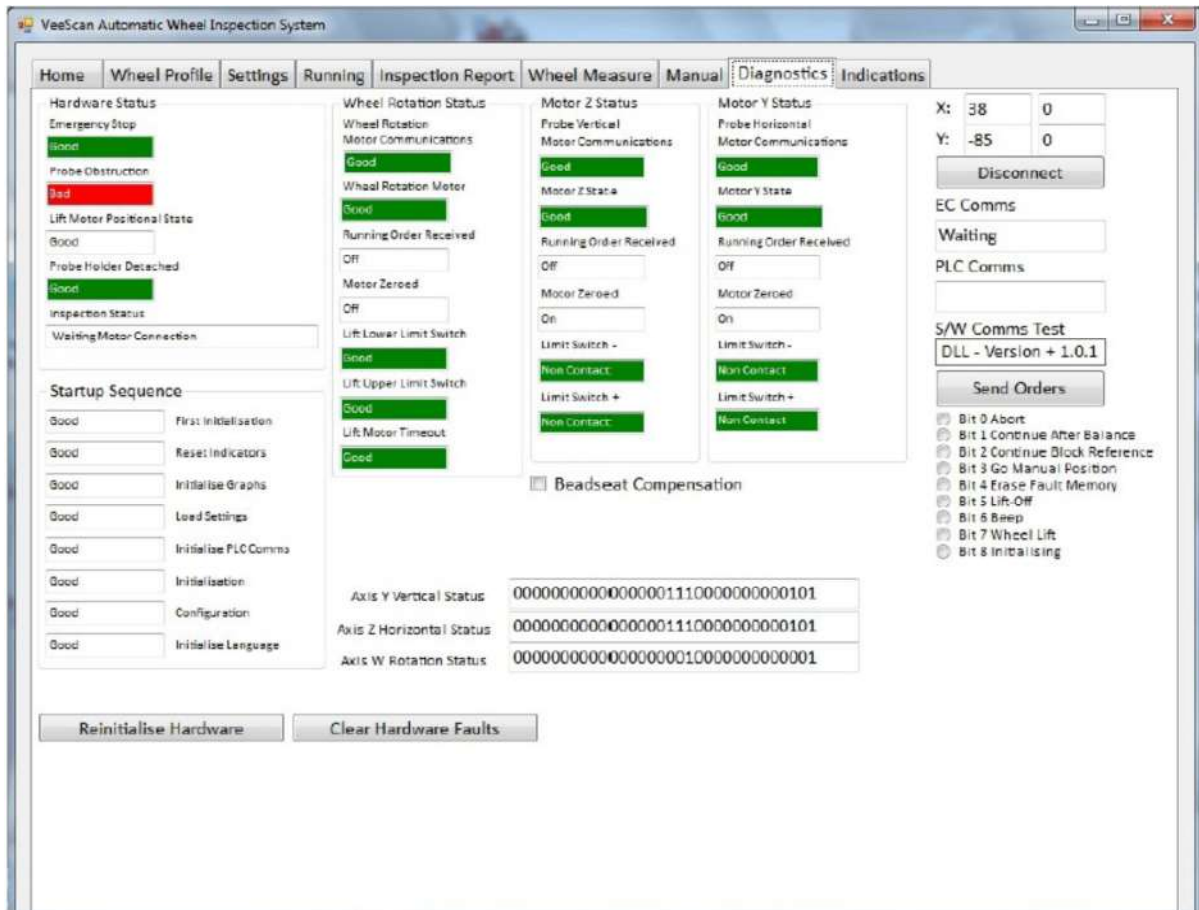 VeeScan Automatic Wheel Inspection System
Home Wheel Profile Settings Running Inspection Report Wheel Measure Manual Diagnostics Indications
Hardware Status
Emergency Stop
Good
Probe Obstruction
Bad
Lift Motor Positional State
Good
Probe Holder Detached
Good
Inspection Status
Waiting Motor Connection
Startup Sequence
Good First Initialisation
Good Reset Indicators
Good Initialise Graphs
Good Load Settings
Good Initialise PLC Comms
Good Initialisation
Good Configuration
Good Initialise Language
Wheel Rotation Status
Wheel Rotation
Motor Communications
Good
Wheel Rotation Motor
Good
Running Order Received
Off
Motor Zeroed
Off
Lift Lower Limit Switch
Good
Lift Upper Limit Switch
Good
Lift Motor Timeout
Good
Motor Z Status
Probe Vertical
Motor Communications
Good
Motor Z State
Good
Running Order Received
Off
Motor Zeroed
On
Limit Switch -
Non Contact
Limit Switch +
Non Contact
Motor Y Status
Probe Horizontal
Motor Communications
Good
Motor Y State
Good
Running Order Received
Off
Motor Zeroed
On
Limit Switch -
Non Contact
Limit Switch +
Non Contact
Beadseat Compensation
X: 38 0
Y: -85 0
Disconnect
EC Comms
Waiting
PLC Comms
S/W Comms Test
DLL - Version + 1.0.1
Send Orders
Bit 0 Abort
Bit 1 Continue After Balance
Bit 2 Continue Block Reference
Bit 3 Go Manual Position
Bit 4 Erase Fault Memory
Bit 5 Lift-Off
Bit 6 Beep
Bit 7 Wheel Lift
Bit 8 Initialising
Axis Y Vertical Status 00000000000000001110000000000101
Axis Z Horizontal Status 00000000000000001110000000000101
Axis W Rotation Status 00000000000000000010000000000001
Reinitialise Hardware Clear Hardware Faults